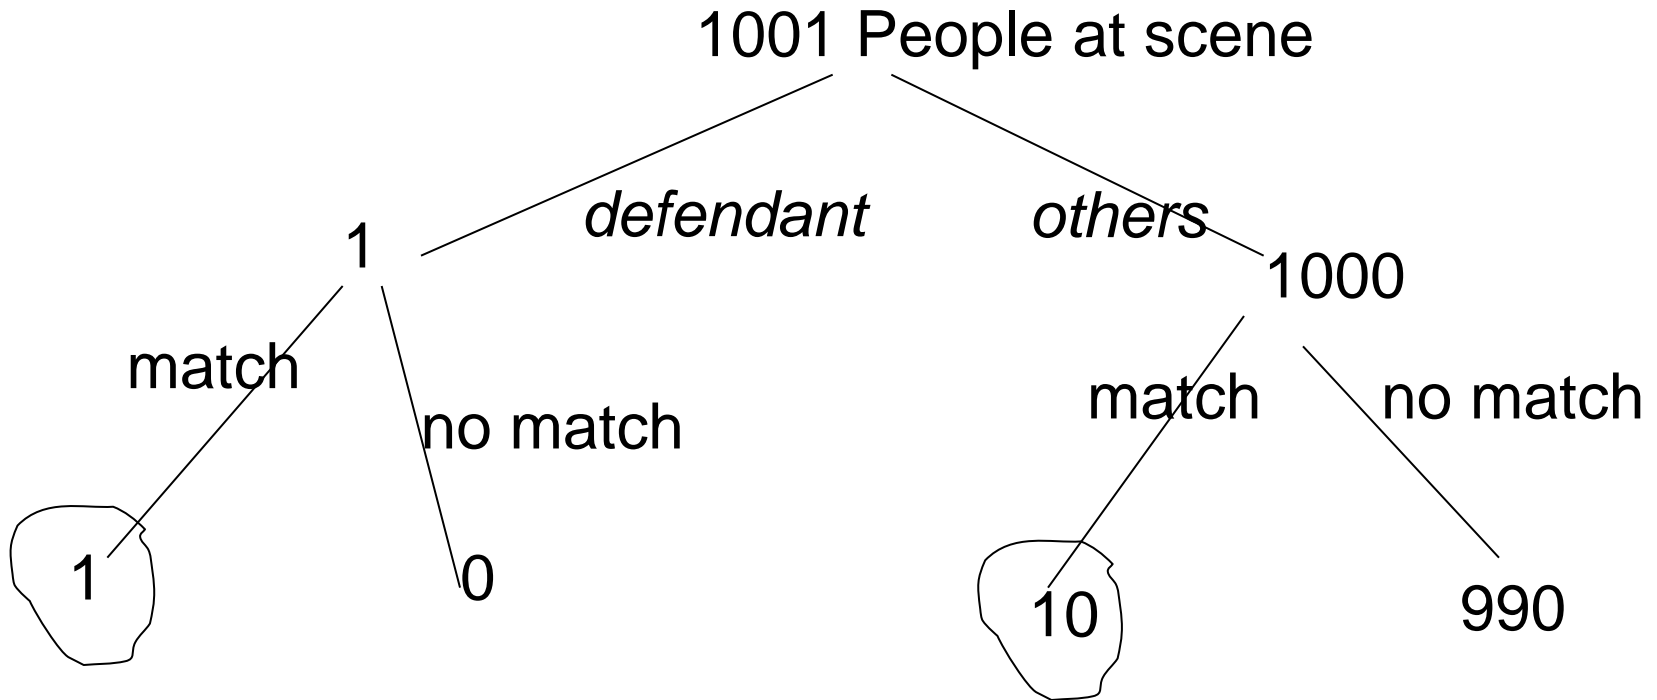 1001 People at scene
defendant others
1
1000
match
match no match
no match
1
0
10
990